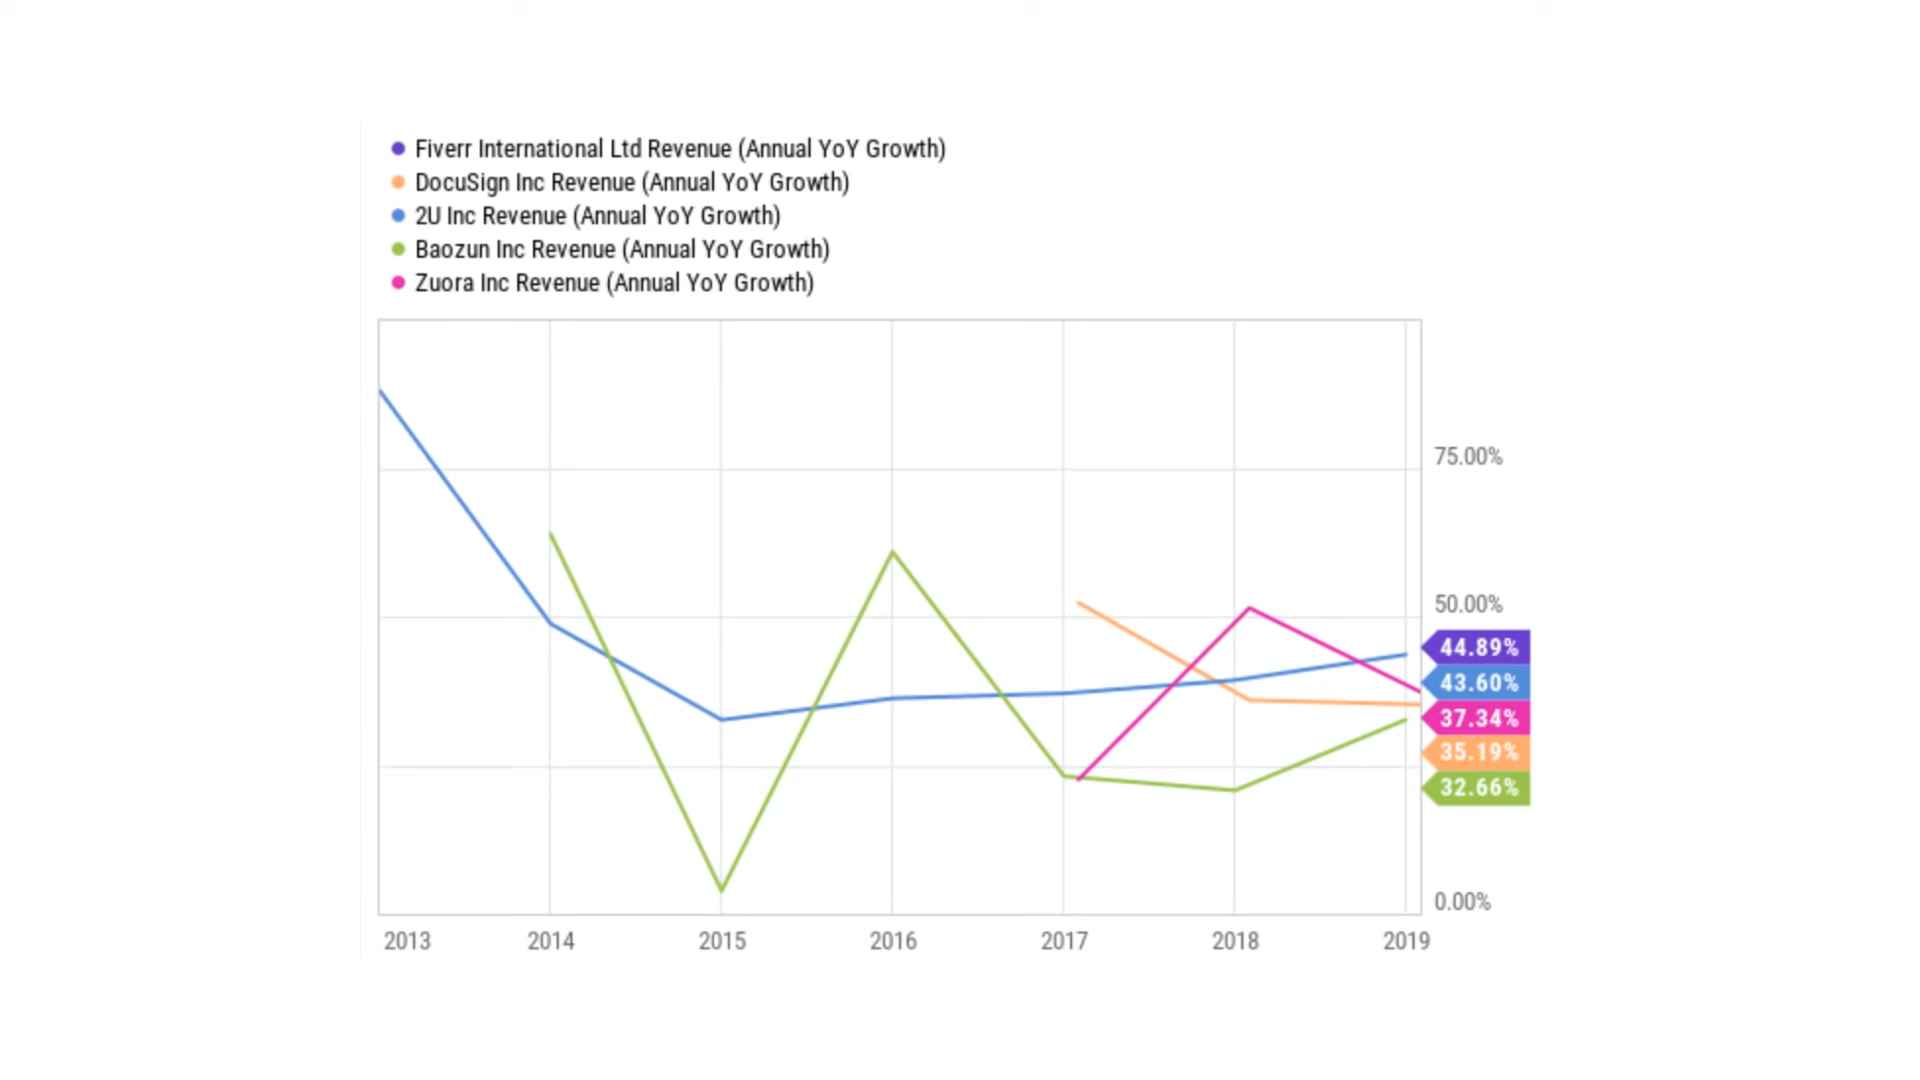 Fiverr International Ltd Revenue (Annual YoY Growth)
DocuSign Inc Revenue (Annual YoY Growth)
2U Inc Revenue (Annual YoY Growth)
Baozun Inc Revenue (Annual YoY Growth)
Zuora Inc Revenue (Annual YoY Growth)
75.00%
50.00%
44.89%
43.60%
37.34%
35.19%
32.66%
0.00%
2013 2014 2015 2016 2017 2018 2019